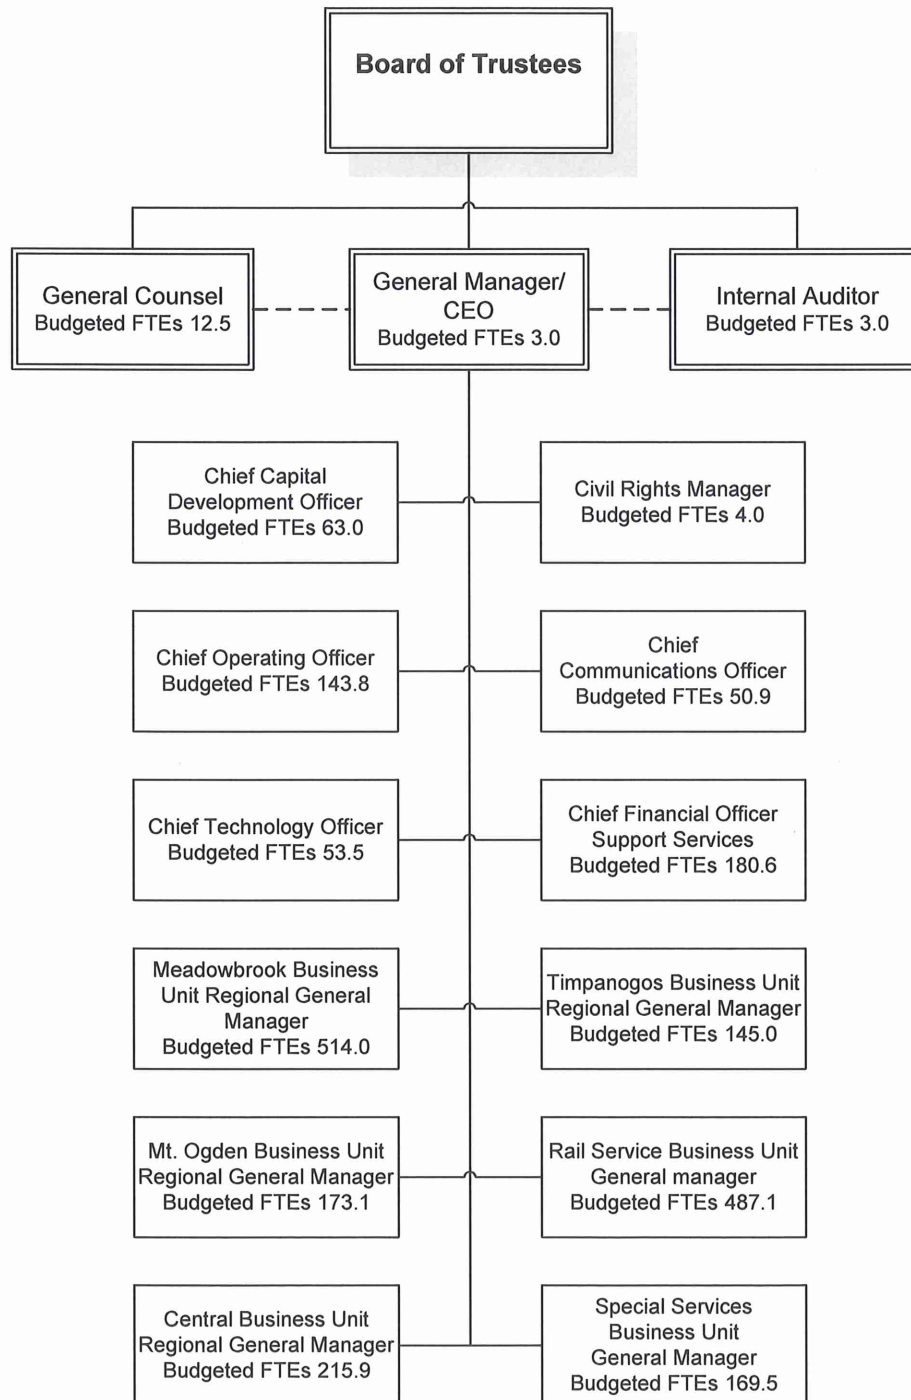 Board of Trustees
General Counsel
Budgeted FTEs 12.5
General Manager/
CEO
Budgeted FTEs 3.0
Internal Auditor
Budgeted FTEs 3.0
Chief Capital
Development Officer
Budgeted FTEs 63.0
Civil Rights Manager
Budgeted FTEs 4.0
Chief Operating Officer
Budgeted FTEs 143.8
Chief
Communications Officer
Budgeted FTEs 50.9
Chief Technology Officer
Budgeted FTEs 53.5
Chief Financial Officer
Support Services
Budgeted FTEs 180.6
Meadowbrook Business
Unit Regional General
Manager
Budgeted FTEs 514.0
Timpanogos Business Unit
Regional General Manager
Budgeted FTEs 145.0
Mt. Ogden Business Unit
Regional General Manager
Budgeted FTEs 173.1
Rail Service Business Unit
General manager
Budgeted FTEs 487.1
Central Business Unit
Regional General Manager
Budgeted FTEs 215.9
Special Services
Business Unit
General Manager
Budgeted FTEs 169.5